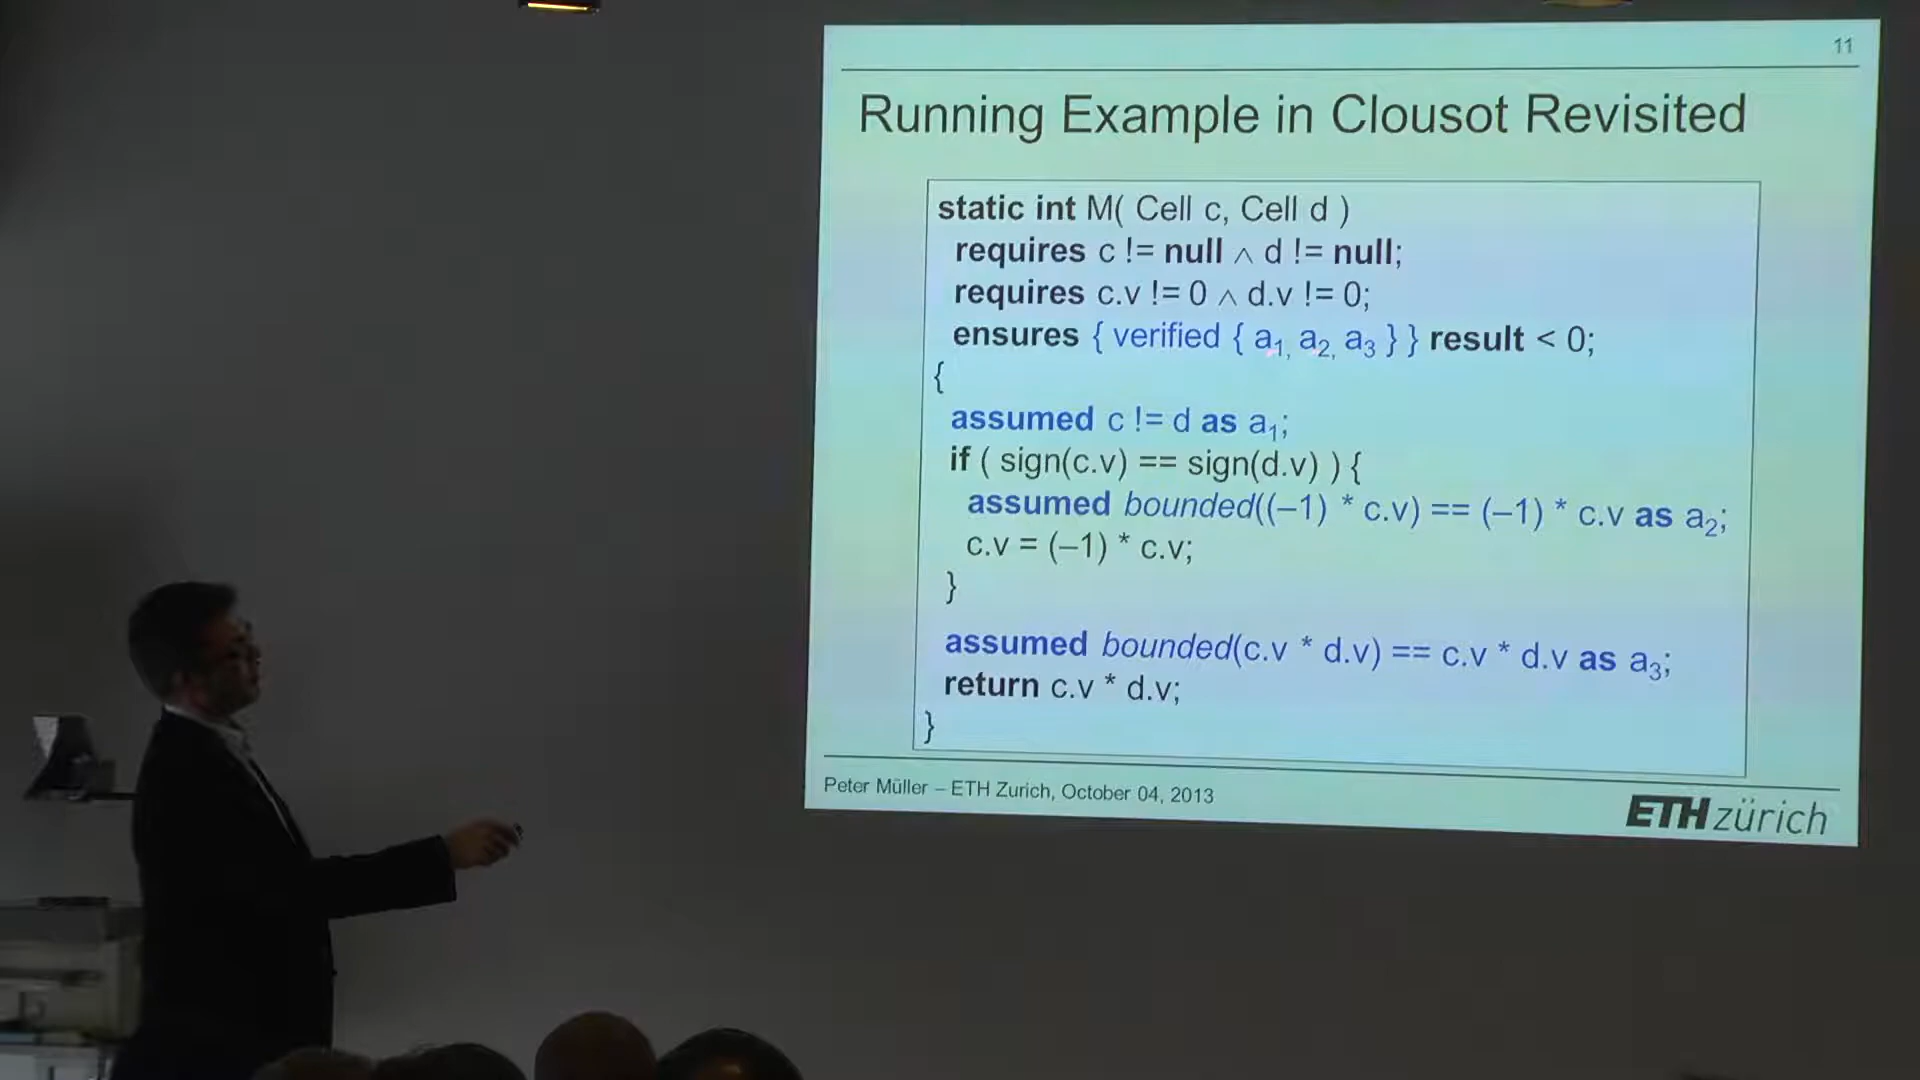 11
Running Example in Clousot Revisited
static int M( Cell c, Cell d )
requires c != null ∧ d != null;
requires c.v != 0 ∧ d.v != 0;
ensures { verified { a₁, a₂, a₃ } } result < 0;
{
assumed c != d as a₁;
if ( sign(c.v) == sign(d.v) ) {
assumed bounded((–1) * c.v) == (–1) * c.v as a₂;
c.v = (–1) * c.v;
}
assumed bounded(c.v * d.v) == c.v * d.v as a₃;
return c.v * d.v;
}
Peter Müller – ETH Zurich, October 04, 2013
ETH zürich